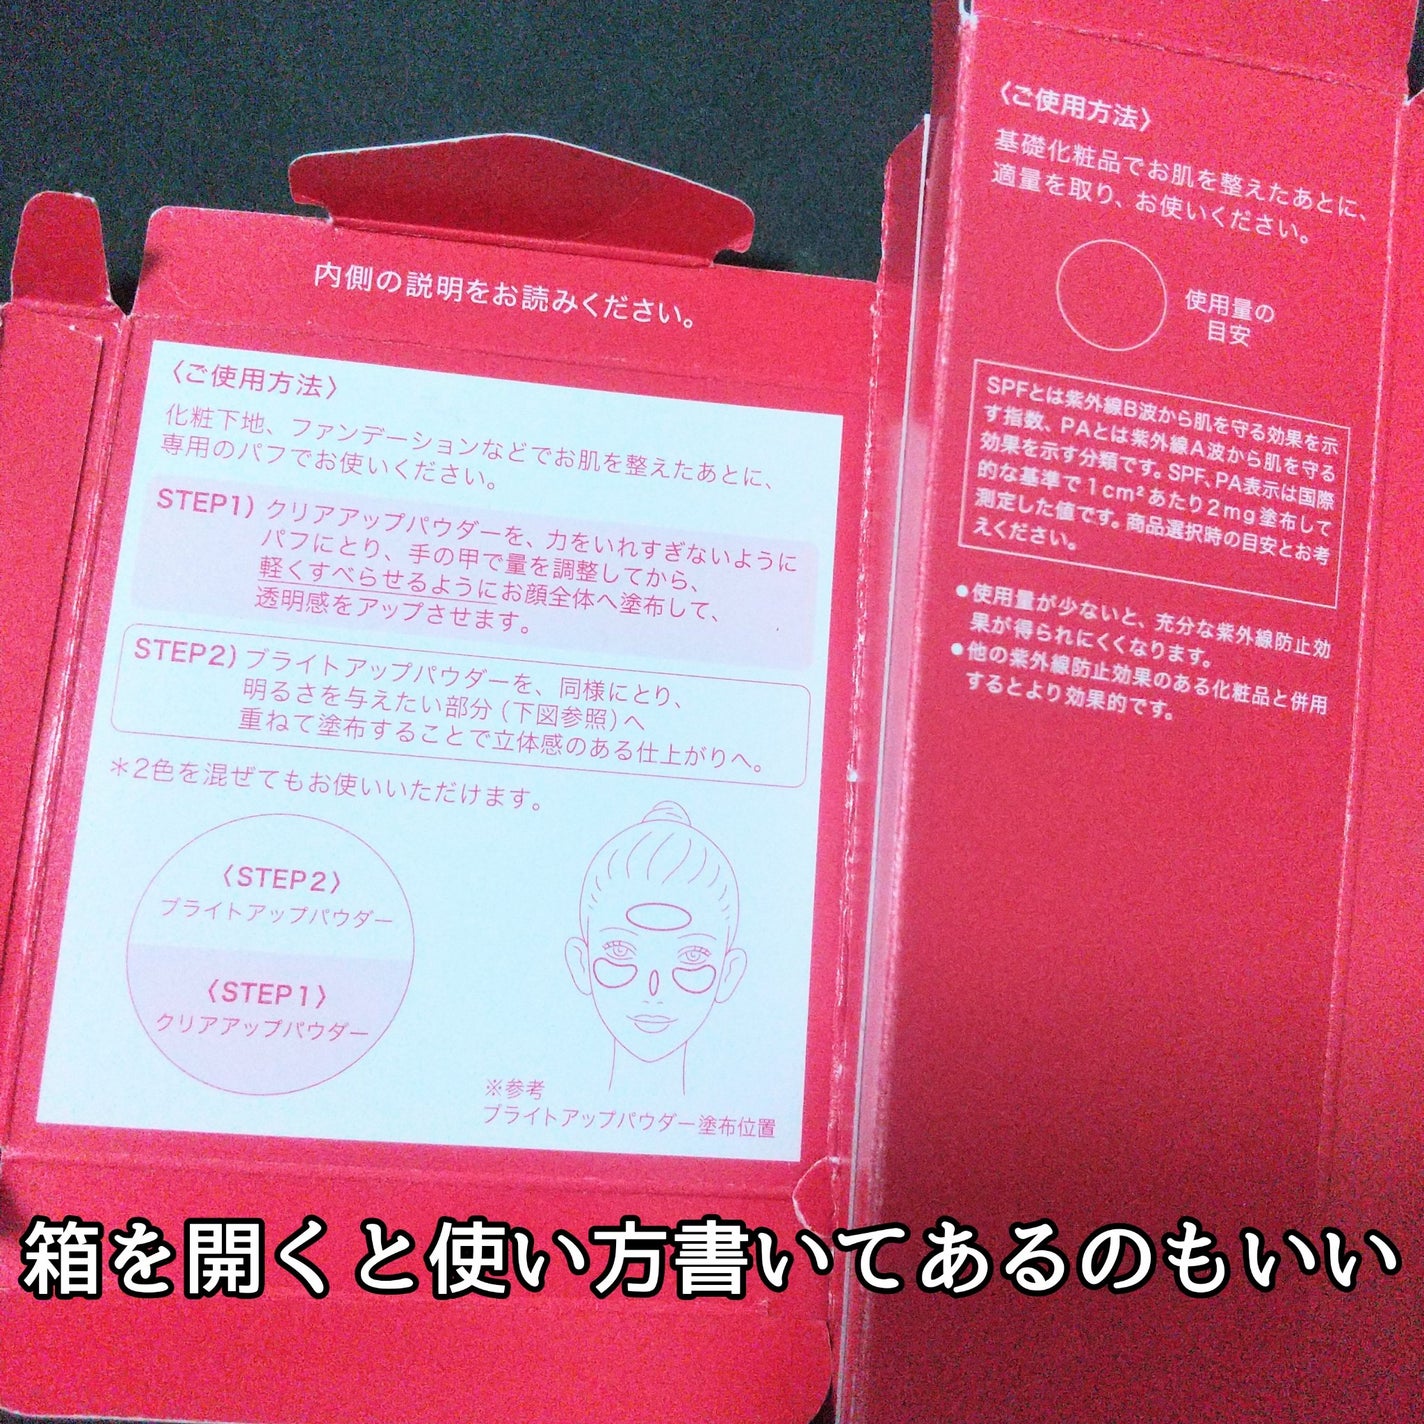 内側の説明をお読みください。
〈ご使用方法〉
化粧下地、ファンデーションなどでお肌を整えたあとに、
専用のパフでお使いください。
STEP1) クリアアップパウダーを、力をいれすぎないように
パフにとり、手の甲で量を調整してから、
軽くすべらせるようにお顔全体へ塗布して、
透明感をアップさせます。
STEP2) ブライトアップパウダーを、同様にとり、
明るさを与えたい部分(下図参照)へ
重ねて塗布することで立体感のある仕上がりへ。
＊2色を混ぜてもお使いいただけます。
〈STEP2〉
ブライトアップパウダー
〈STEP1〉
クリアアップパウダー
※参考
ブライトアップパウダー塗布位置
〈ご使用方法〉
基礎化粧品でお肌を整えたあとに、
適量を取り、お使いください。
使用量の
目安
SPFとは紫外線B波から肌を守る効果を示
す指数、PAとは紫外線A波から肌を守る
効果を示す分類です。SPF、PA表示は国際
的な基準で1cm²あたり2mg塗布して
測定した値です。商品選択時の目安とお考
えください。
●使用量が少ないと、充分な紫外線防止効
果が得られにくくなります。
●他の紫外線防止効果のある化粧品と併用
するとより効果的です。
箱を開くと使い方書いてあるのもいい